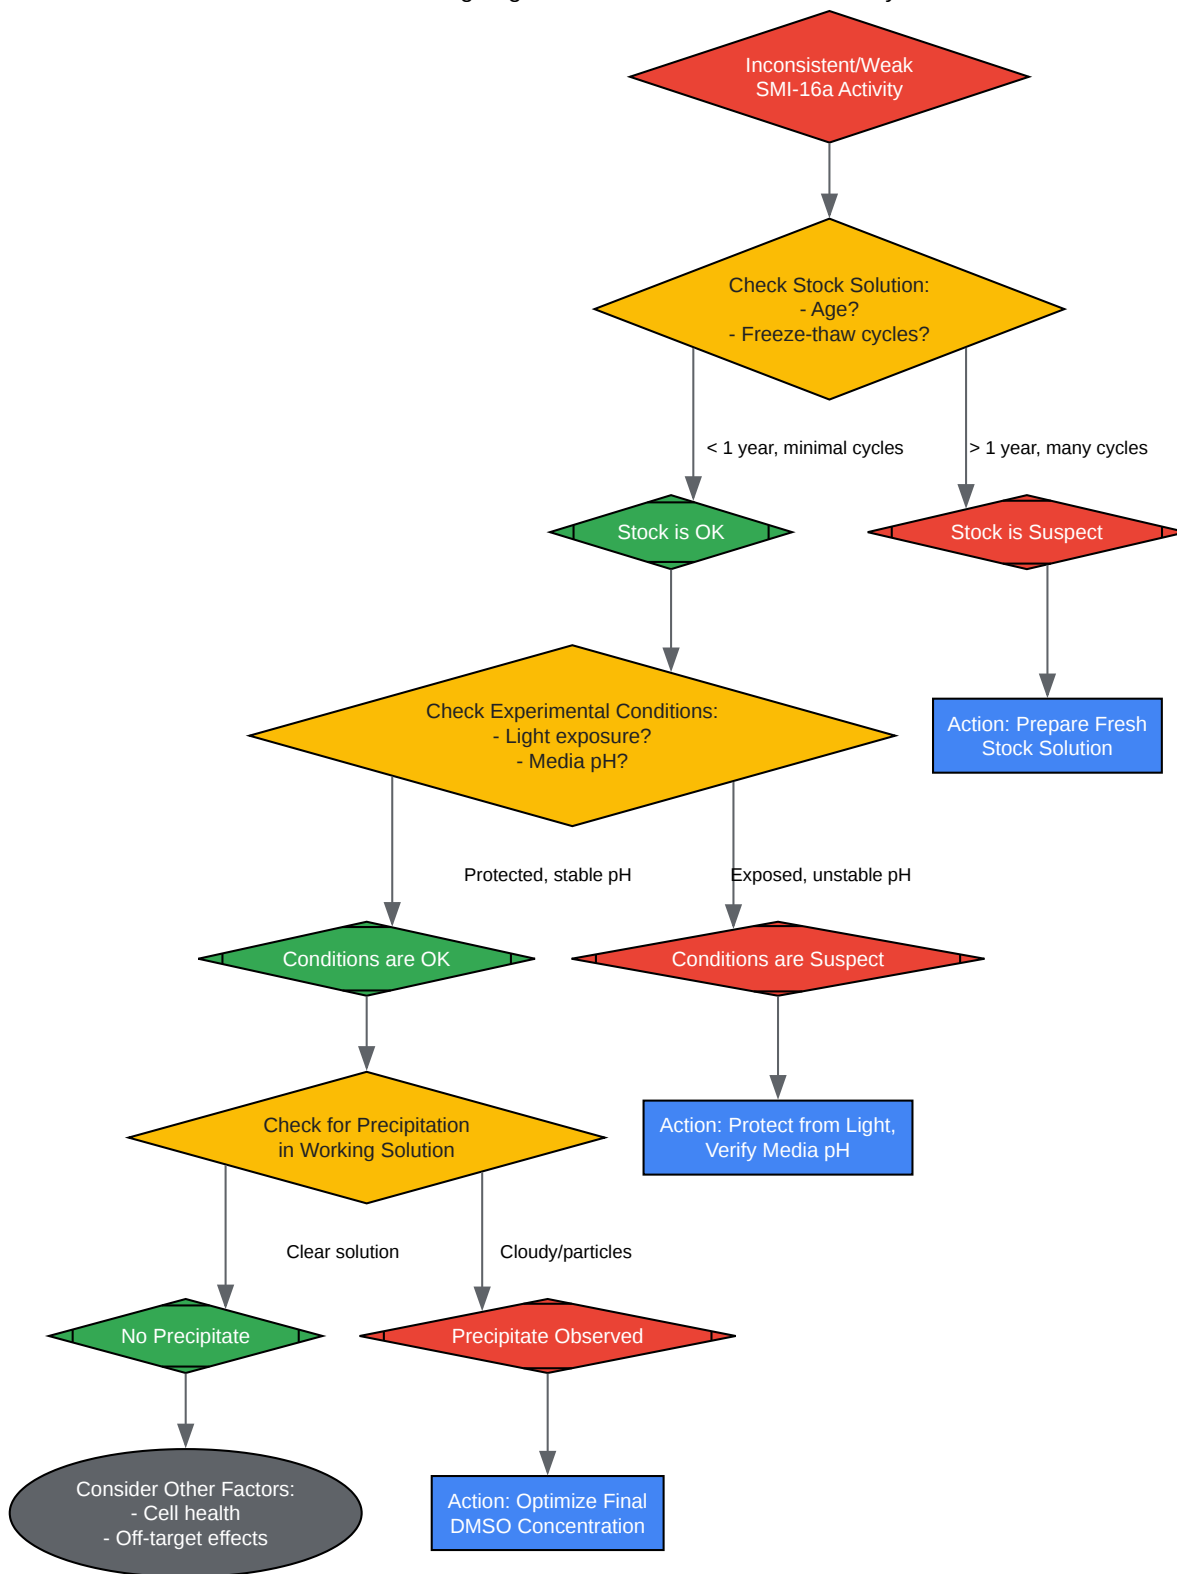 Inconsistent/Weak
SMI-16a Activity
Check Stock Solution:
- Age?
- Freeze-thaw cycles?
< 1 year, minimal cycles
> 1 year, many cycles
Stock is OK
Stock is Suspect
Check Experimental Conditions:
- Light exposure?
- Media pH?
Action: Prepare Fresh
Stock Solution
Protected, stable pH
Exposed, unstable pH
Conditions are OK
Conditions are Suspect
Check for Precipitation
in Working Solution
Action: Protect from Light,
Verify Media pH
Clear solution
Cloudy/particles
No Precipitate
Precipitate Observed
Consider Other Factors:
- Cell health
- Off-target effects
Action: Optimize Final
DMSO Concentration